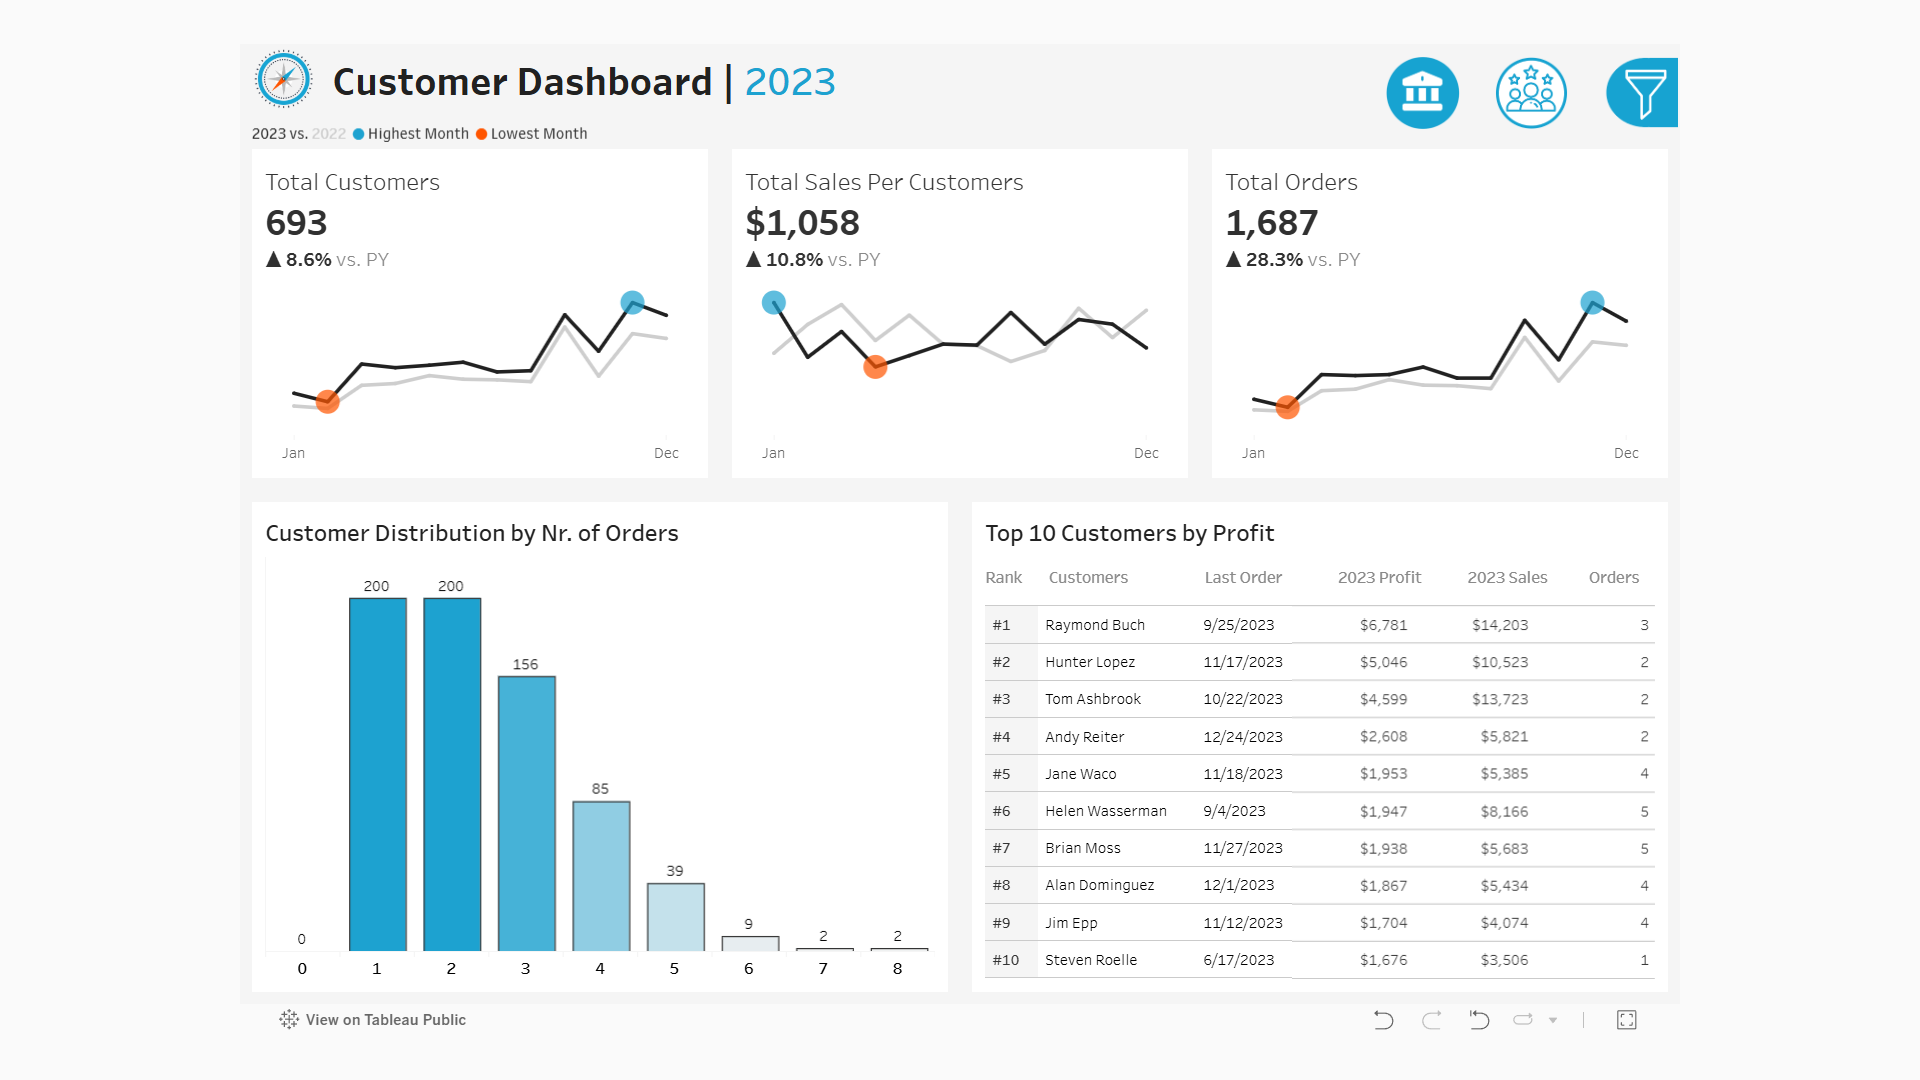 Customer Dashboard | 2023
2023 vs. 2022 Highest Month Lowest Month
Total Customers
693
▲ 8.6% vs. PY
Jan Dec
Total Sales Per Customers
$1,058
▲ 10.8% vs. PY
Jan Dec
Total Orders
1,687
▲ 28.3% vs. PY
Jan Dec
Customer Distribution by Nr. of Orders
0 200 200 156 85 39 9 2 2
0 1 2 3 4 5 6 7 8
Top 10 Customers by Profit
Rank Customers Last Order 2023 Profit 2023 Sales Orders
#1 Raymond Buch 9/25/2023 $6,781 $14,203 3
#2 Hunter Lopez 11/17/2023 $5,046 $10,523 2
#3 Tom Ashbrook 10/22/2023 $4,599 $13,723 2
#4 Andy Reiter 12/24/2023 $2,608 $5,821 2
#5 Jane Waco 11/18/2023 $1,953 $5,385 4
#6 Helen Wasserman 9/4/2023 $1,947 $8,166 5
#7 Brian Moss 11/27/2023 $1,938 $5,683 5
#8 Alan Dominguez 12/1/2023 $1,867 $5,434 4
#9 Jim Epp 11/12/2023 $1,704 $4,074 4
#10 Steven Roelle 6/17/2023 $1,676 $3,506 1
View on Tableau Public